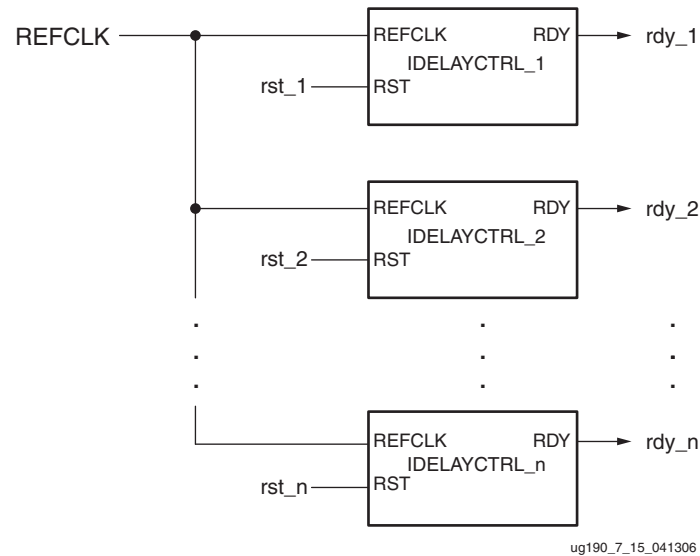 REFCLK
REFCLK RDY rdy_1
IDELAYCTRL_1
rst_1 RST
REFCLK RDY rdy_2
IDELAYCTRL_2
rst_2 RST
REFCLK RDY rdy_n
IDELAYCTRL_n
rst_n RST
ug190_7_15_041306